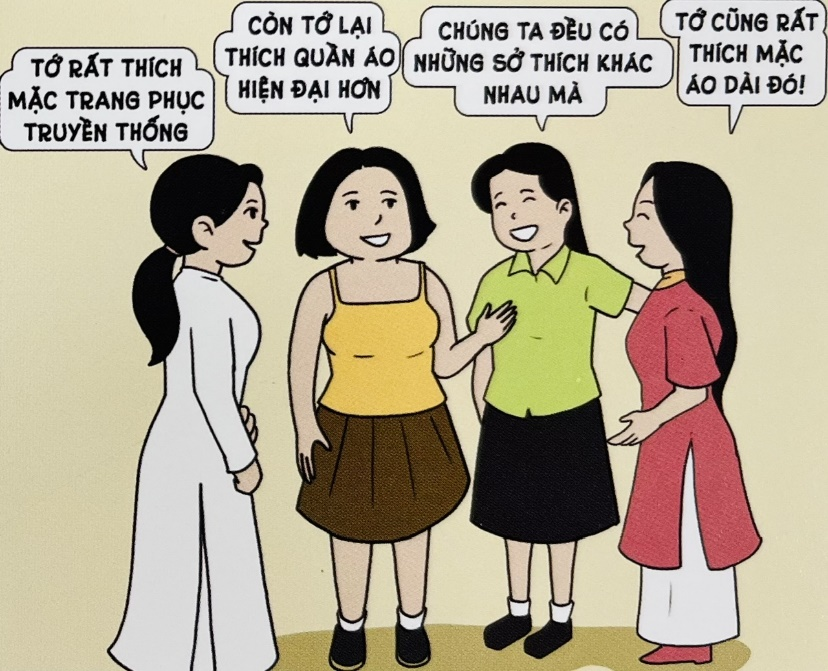 TỚ RẤT THÍCH
MẶC TRANG PHỤC
TRUYỀN THỐNG
CÒN TỚ LẠI
THÍCH QUẦN ÁO
HIỆN ĐẠI HƠN
CHÚNG TA ĐỀU CÓ
NHỮNG SỞ THÍCH KHÁC
NHAU MÀ
TỚ CŨNG RẤT
THÍCH MẶC
ÁO DÀI ĐÓ!